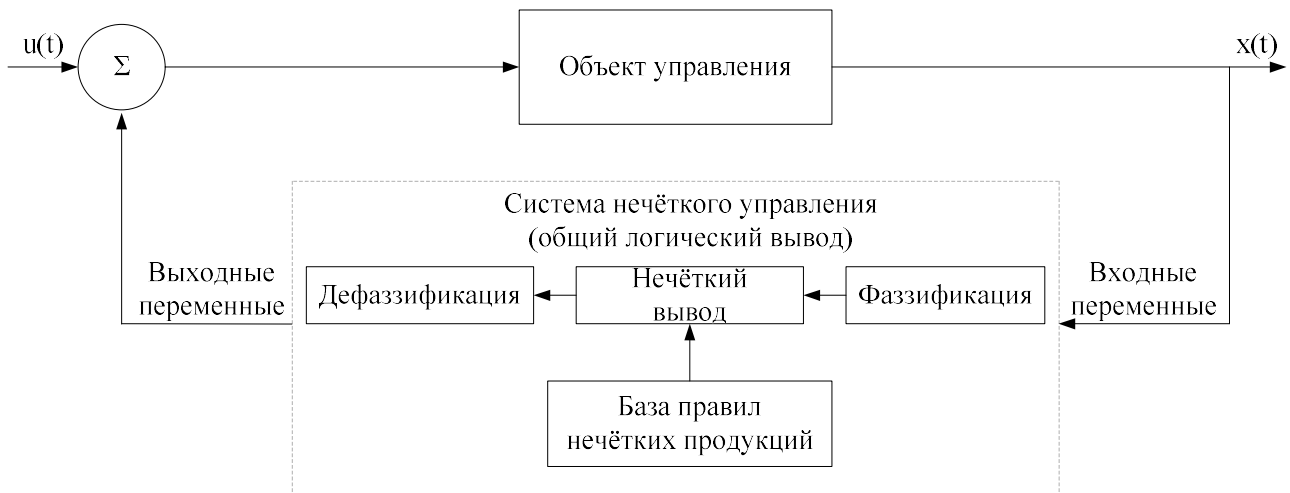 u(t)
Σ
Объект управления
x(t)
Система нечёткого управления
(общий логический вывод)
Выходные
переменные
Дефаззификация
Нечёткий
вывод
Фаззификация
Входные
переменные
База правил
нечётких продукций